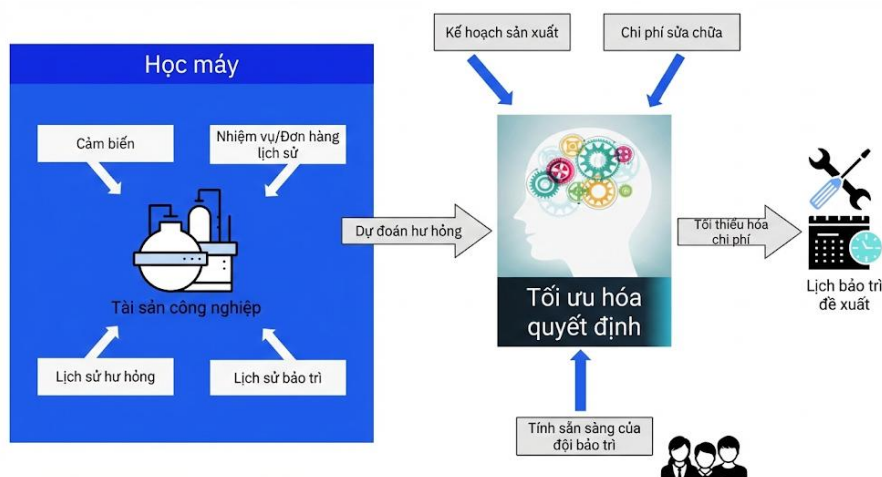 Kế hoạch sản xuất
Chi phí sửa chữa
Học máy
Cảm biến
Nhiệm vụ/Đơn hàng
lịch sử
Tài sản công nghiệp
Lịch sử hư hỏng
Lịch sử bảo trì
Dự đoán hư hỏng
Tối ưu hóa
quyết định
Tối thiểu hóa
chi phí
Lịch bảo trì
đề xuất
Tính sẵn sàng của
đội bảo trì